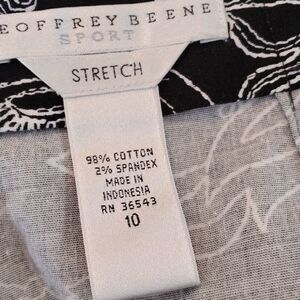 EOFFREY BEENE
SPORT
STRETCH
98% COTTON
2% SPANDEX
MADE IN
INDONESIA
RN 36543
10